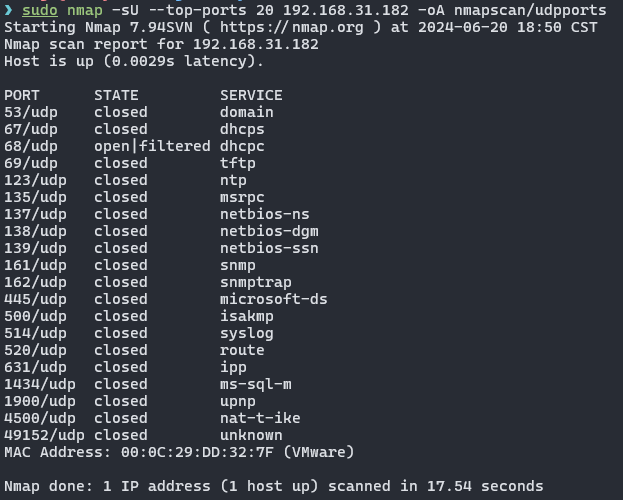 ❯ sudo nmap -sU --top-ports 20 192.168.31.182 -oA nmapscan/udpports
Starting Nmap 7.94SVN ( https://nmap.org ) at 2024-06-20 18:50 CST
Nmap scan report for 192.168.31.182
Host is up (0.0029s latency).

PORT      STATE         SERVICE
53/udp    closed        domain
67/udp    closed        dhcps
68/udp    open|filtered dhcpc
69/udp    closed        tftp
123/udp   closed        ntp
135/udp   closed        msrpc
137/udp   closed        netbios-ns
138/udp   closed        netbios-dgm
139/udp   closed        netbios-ssn
161/udp   closed        snmp
162/udp   closed        snmptrap
445/udp   closed        microsoft-ds
500/udp   closed        isakmp
514/udp   closed        syslog
520/udp   closed        route
631/udp   closed        ipp
1434/udp  closed        ms-sql-m
1900/udp  closed        upnp
4500/udp  closed        nat-t-ike
49152/udp closed        unknown
MAC Address: 00:0C:29:DD:32:7F (VMware)

Nmap done: 1 IP address (1 host up) scanned in 17.54 seconds